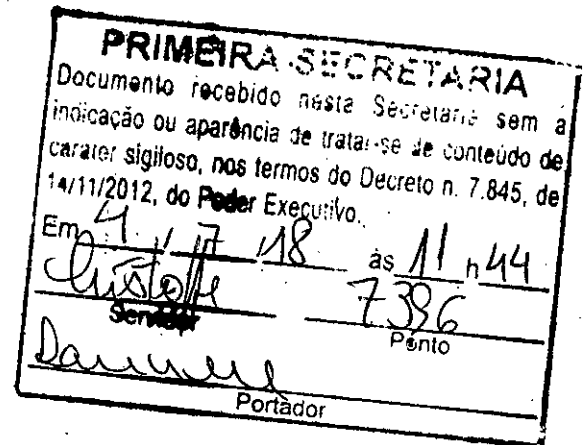 PRIMEIRA SECRETARIA
Documento recebido nesta Secretaria sem a
indicação ou aparência de tratar-se de conteúdo de
carater sigiloso, nos termos do Decreto n. 7.845, de
14/11/2012, do Poder Executivo.
Em 4 / 7 / 18 às 11 h 44
7396
Servidor Ponto
Portador